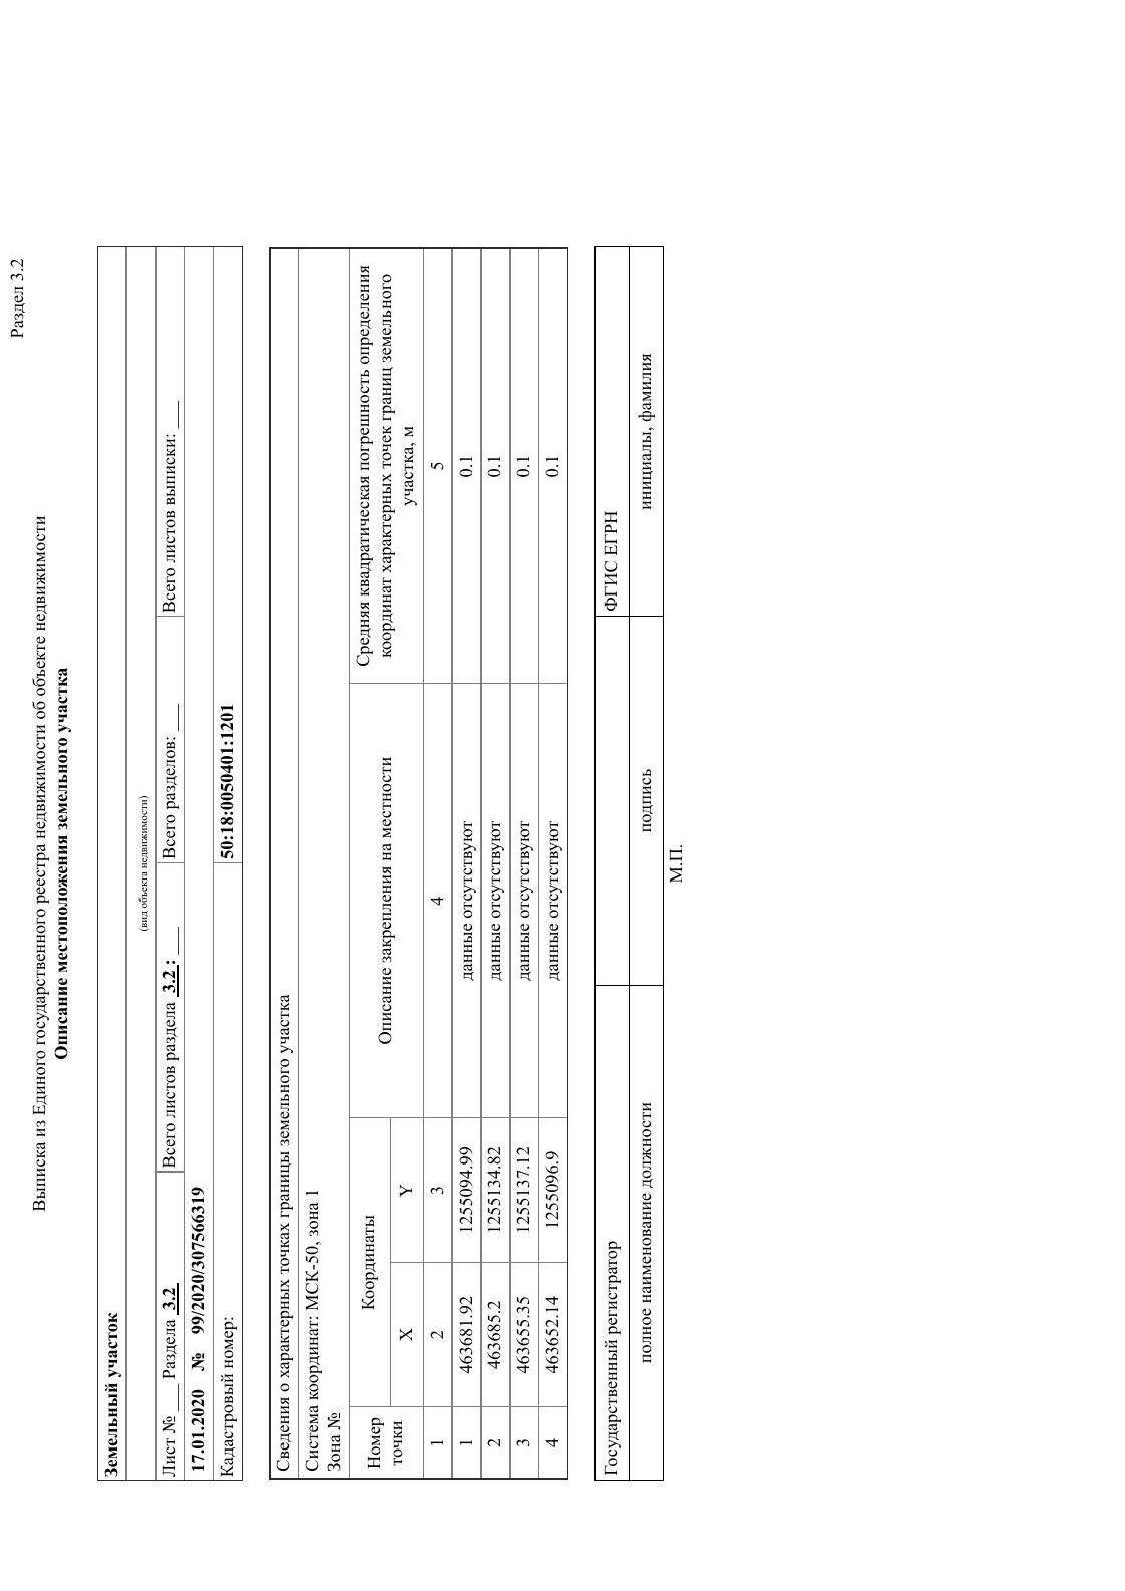 Раздел 3.2
Выписка из Единого государственного реестра недвижимости об объекте недвижимости
Описание местоположения земельного участка
Земельный участок
(вид объекта недвижимости)
Лист № ___ Раздела 3.2 Всего листов раздела 3.2 : ___ Всего разделов: ___ Всего листов выписки: ___
17.01.2020 № 99/2020/307566319
Кадастровый номер: 50:18:0050401:1201
Сведения о характерных точках границы земельного участка
Система координат: МСК-50, зона 1
Зона №
Номер точки Координаты Описание закрепления на местности Средняя квадратическая погрешность определения координат характерных точек границ земельного участка, м
X Y
1 2 3 4 5
1 463681.92 1255094.99 данные отсутствуют 0.1
2 463685.2 1255134.82 данные отсутствуют 0.1
3 463655.35 1255137.12 данные отсутствуют 0.1
4 463652.14 1255096.9 данные отсутствуют 0.1
Государственный регистратор ФГИС ЕГРН
полное наименование должности подпись инициалы, фамилия
М.П.